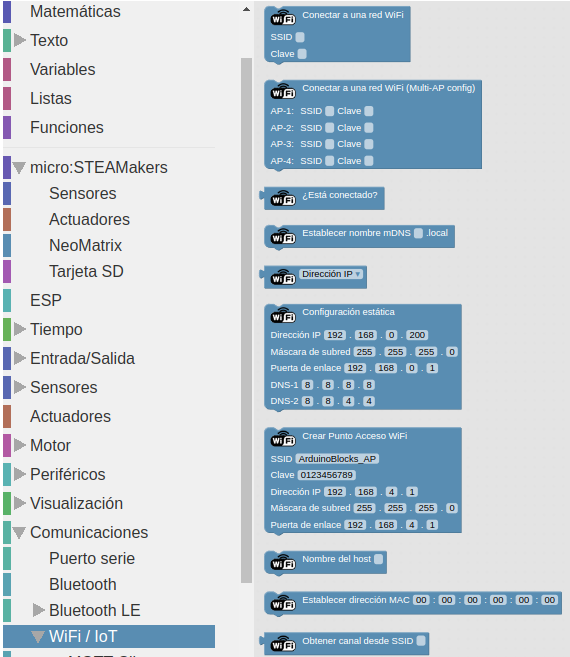 Matemáticas
Texto
Variables
Listas
Funciones
micro:STEAMakers
Sensores
Actuadores
NeoMatrix
Tarjeta SD
ESP
Tiempo
Entrada/Salida
Sensores
Actuadores
Motor
Periféricos
Visualización
Comunicaciones
Puerto serie
Bluetooth
Bluetooth LE
WiFi / IoT
WiFi Conectar a una red WiFi
SSID
Clave
WiFi Conectar a una red WiFi (Multi-AP config)
AP-1: SSID Clave
AP-2: SSID Clave
AP-3: SSID Clave
AP-4: SSID Clave
WiFi ¿Está conectado?
WiFi Establecer nombre mDNS .local
WiFi Dirección IP
WiFi Configuración estática
Dirección IP 192 . 168 . 0 . 200
Máscara de subred 255 . 255 . 255 . 0
Puerta de enlace 192 . 168 . 0 . 1
DNS-1 8 . 8 . 8 . 8
DNS-2 8 . 8 . 4 . 4
WiFi Crear Punto Acceso WiFi
SSID ArduinoBlocks_AP
Clave 0123456789
Dirección IP 192 . 168 . 4 . 1
Máscara de subred 255 . 255 . 255 . 0
Puerta de enlace 192 . 168 . 4 . 1
WiFi Nombre del host
WiFi Establecer dirección MAC 00 : 00 : 00 : 00 : 00 : 00
WiFi Obtener canal desde SSID